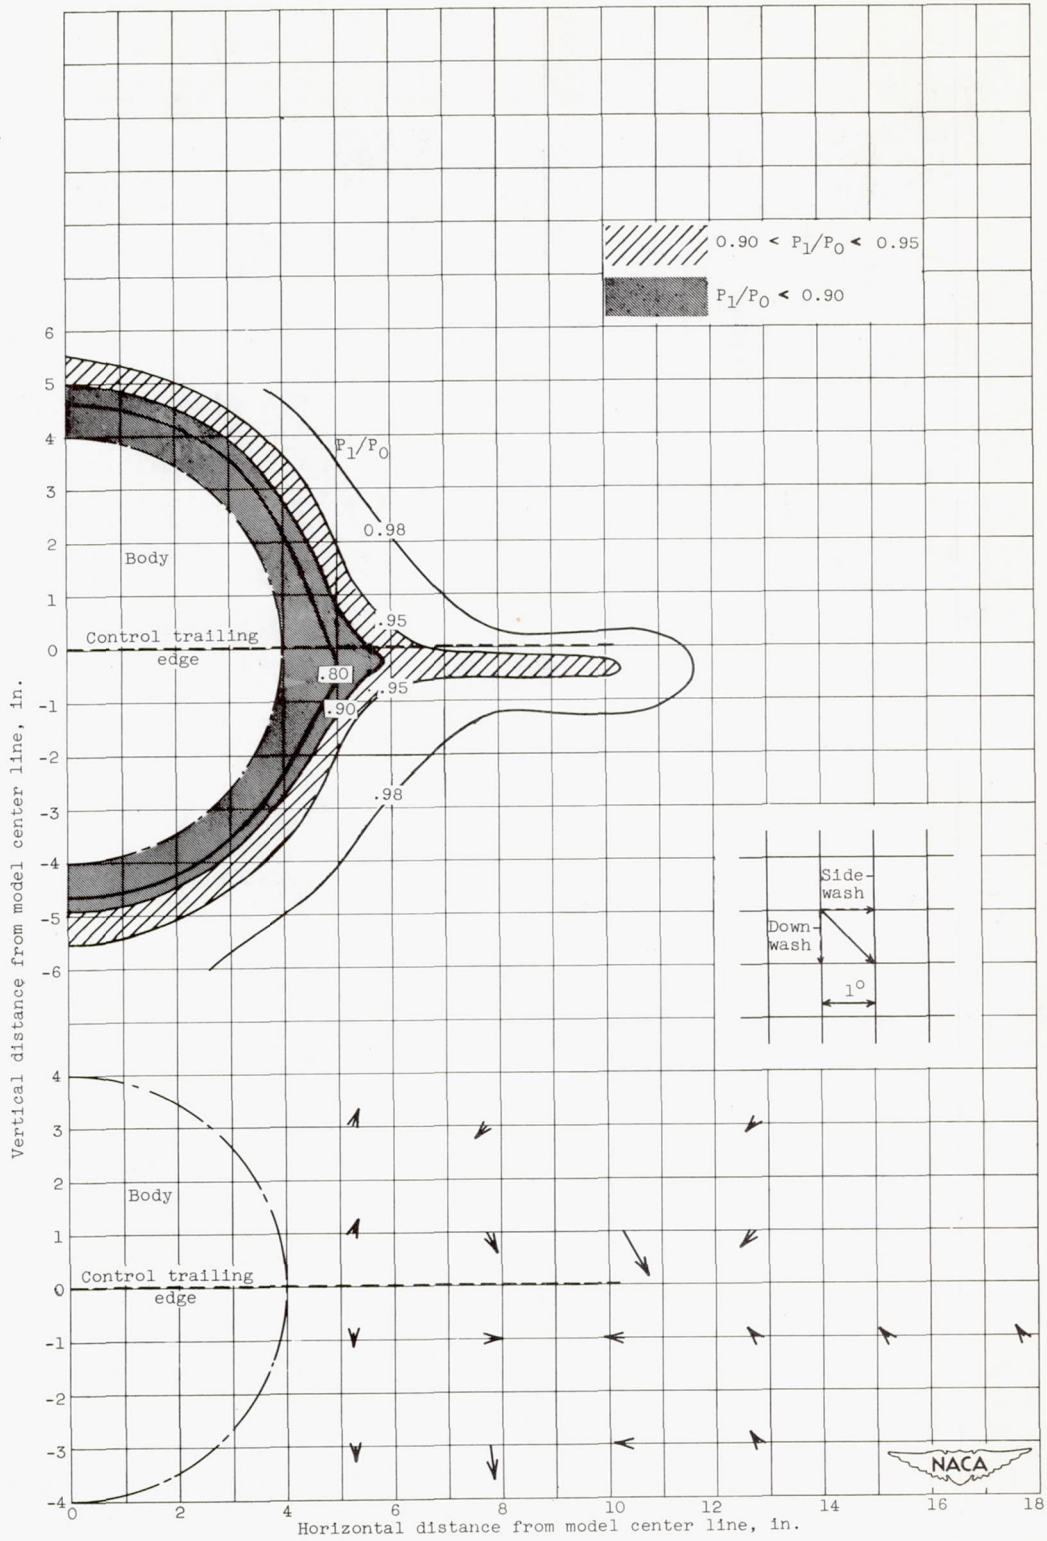 0.90 < P1/P0 < 0.95
P1/P0 < 0.90
6
5
4
3
2
1
0
-1
-2
-3
-4
-5
-6
P1/P0
0.98
Body
.95
Control trailing
edge
.80
.95
.90
.98
Side-
wash
Down-
wash
1°
Vertical distance from model center line, in.
4
3
2
1
0
-1
-2
-3
-4
Body
Control trailing
edge
NACA
0 2 4 6 8 10 12 14 16 18
Horizontal distance from model center line, in.